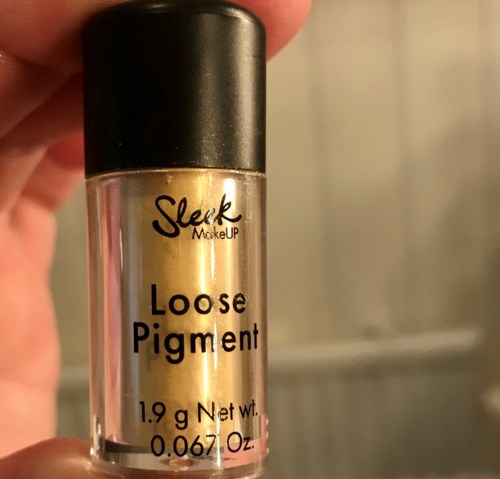 Sleek
MakeUP
Loose
Pigment
1.9 g Net wt.
0.067 Oz.